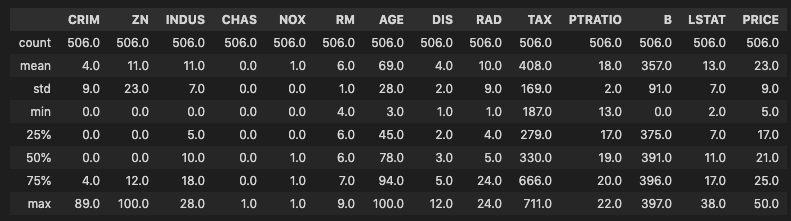 CRIM ZN INDUS CHAS NOX RM AGE DIS RAD TAX PTRATIO B LSTAT PRICE
count 506.0 506.0 506.0 506.0 506.0 506.0 506.0 506.0 506.0 506.0 506.0 506.0 506.0 506.0
mean 4.0 11.0 11.0 0.0 1.0 6.0 69.0 4.0 10.0 408.0 18.0 357.0 13.0 23.0
std 9.0 23.0 7.0 0.0 0.0 1.0 28.0 2.0 9.0 169.0 2.0 91.0 7.0 9.0
min 0.0 0.0 0.0 0.0 0.0 4.0 3.0 1.0 1.0 187.0 13.0 0.0 2.0 5.0
25% 0.0 0.0 5.0 0.0 0.0 6.0 45.0 2.0 4.0 279.0 17.0 375.0 7.0 17.0
50% 0.0 0.0 10.0 0.0 1.0 6.0 78.0 3.0 5.0 330.0 19.0 391.0 11.0 21.0
75% 4.0 12.0 18.0 0.0 1.0 7.0 94.0 5.0 24.0 666.0 20.0 396.0 17.0 25.0
max 89.0 100.0 28.0 1.0 1.0 9.0 100.0 12.0 24.0 711.0 22.0 397.0 38.0 50.0